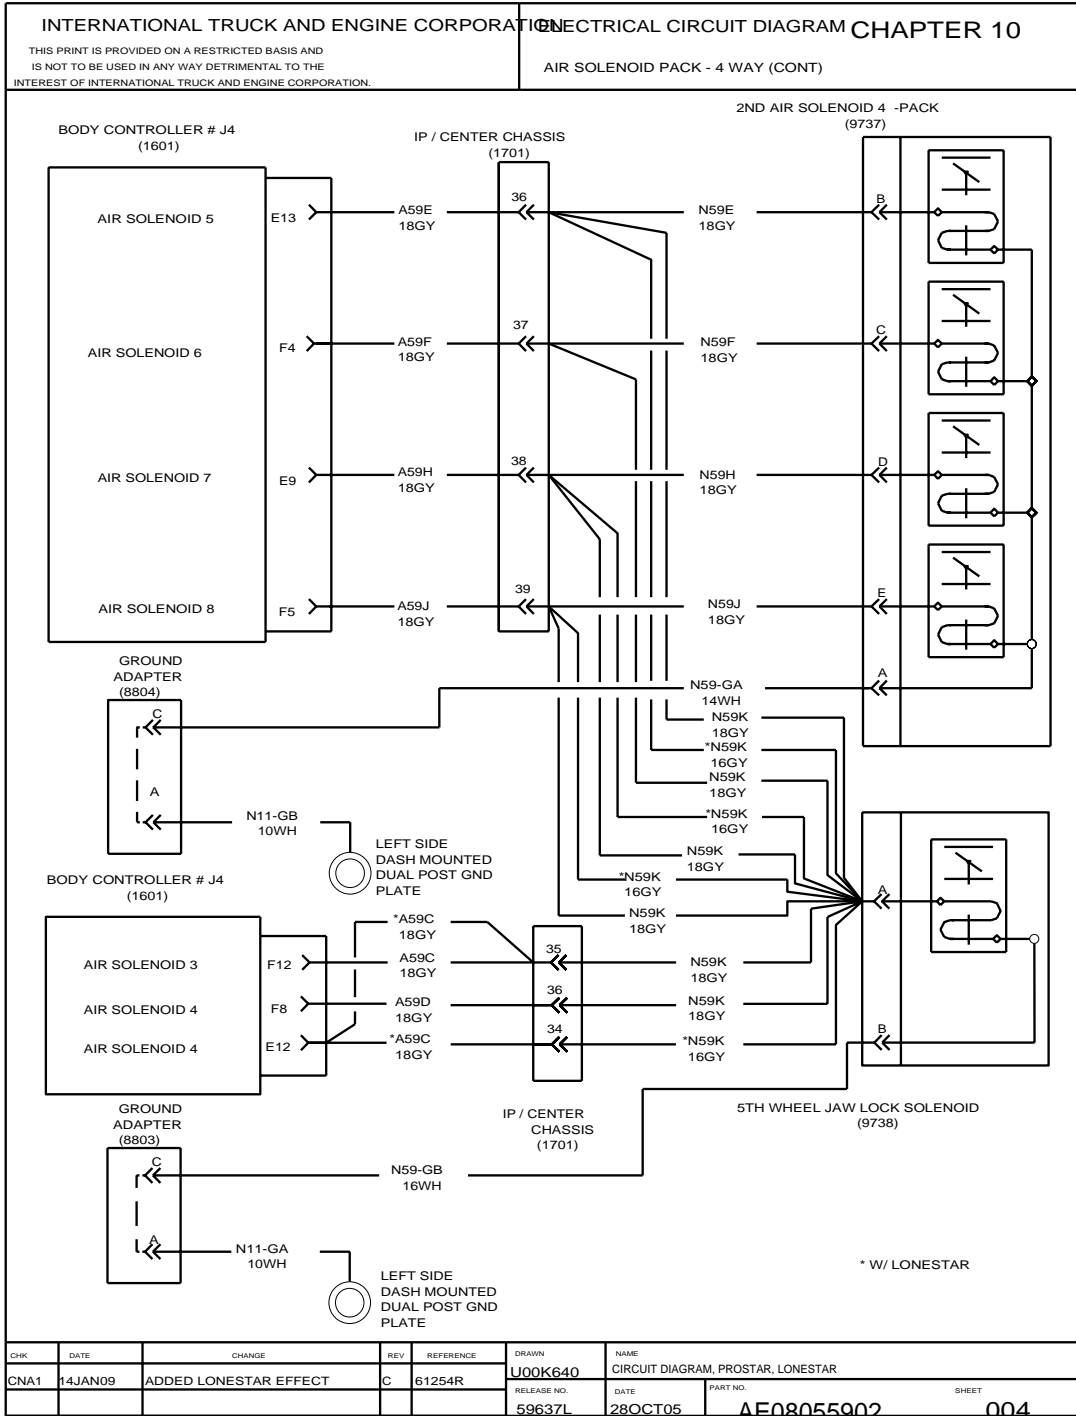 INTERNATIONAL TRUCK AND ENGINE CORPORATION
THIS PRINT IS PROVIDED ON A RESTRICTED BASIS AND
IS NOT TO BE USED IN ANY WAY DETRIMENTAL TO THE
INTEREST OF INTERNATIONAL TRUCK AND ENGINE CORPORATION.
ELECTRICAL CIRCUIT DIAGRAM CHAPTER 10
AIR SOLENOID PACK - 4 WAY (CONT)
BODY CONTROLLER # J4
(1601)
IP / CENTER CHASSIS
(1701)
2ND AIR SOLENOID 4 -PACK
(9737)
AIR SOLENOID 5
E13
A59E
18GY
36
N59E
18GY
B
AIR SOLENOID 6
F4
A59F
18GY
37
N59F
18GY
C
AIR SOLENOID 7
E9
A59H
18GY
38
N59H
18GY
D
AIR SOLENOID 8
F5
A59J
18GY
39
N59J
18GY
E
GROUND
ADAPTER
(8804)
C
A
N59-GA
14WH
A
N59K
18GY
*N59K
16GY
N59K
18GY
*N59K
16GY
N59K
18GY
*N59K
16GY
N59K
18GY
N11-GB
10WH
LEFT SIDE
DASH MOUNTED
DUAL POST GND
PLATE
BODY CONTROLLER # J4
(1601)
*A59C
18GY
AIR SOLENOID 3
F12
A59C
18GY
35
N59K
18GY
AIR SOLENOID 4
F8
A59D
18GY
36
N59K
18GY
AIR SOLENOID 4
E12
*A59C
18GY
34
*N59K
16GY
A
B
IP / CENTER
CHASSIS
(1701)
5TH WHEEL JAW LOCK SOLENOID
(9738)
GROUND
ADAPTER
(8803)
C
N59-GB
16WH
A
N11-GA
10WH
LEFT SIDE
DASH MOUNTED
DUAL POST GND
PLATE
* W/ LONESTAR
CHK DATE CHANGE REV REFERENCE
CNA1 14JAN09 ADDED LONESTAR EFFECT C 61254R
DRAWN
U00K640
NAME
CIRCUIT DIAGRAM, PROSTAR, LONESTAR
RELEASE NO.
59637L
DATE
28OCT05
PART NO.
AE08055902
SHEET
004